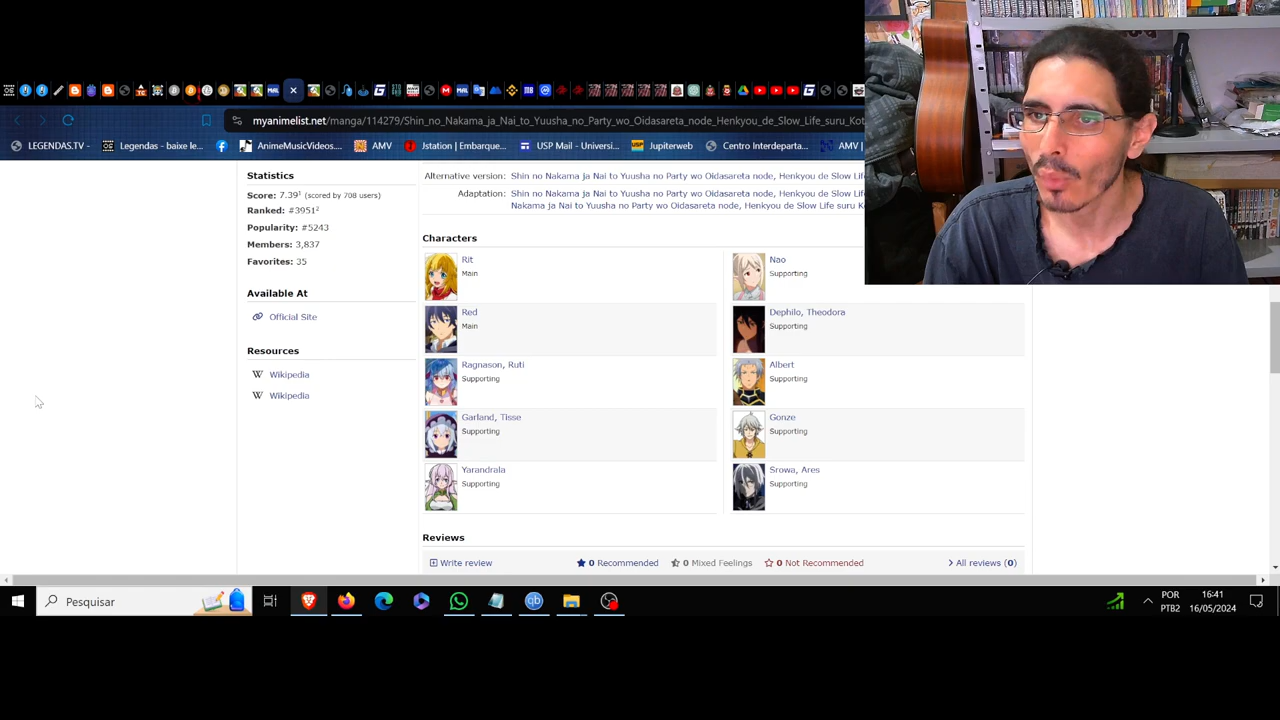 myanimelist.net/manga/114279/Shin_no_Nakama_ja_Nai_to_Yuusha_no_Party_wo_Oidasareta_node_Henkyou_de_Slow_Life_suru_Kot
LEGENDAS.TV - Legendas - baixe le... AnimeMusicVideos.... AMV Jstation | Embarque... USP Mail - Universi... Jupiterweb Centro Interdeparta... AMV |
Statistics
Score: 7.39¹ (scored by 708 users)
Ranked: #3951²
Popularity: #5243
Members: 3,837
Favorites: 35
Available At
Official Site
Resources
Wikipedia
Wikipedia
Alternative version: Shin no Nakama ja Nai to Yuusha no Party wo Oidasareta node, Henkyou de Slow Life
Adaptation: Shin no Nakama ja Nai to Yuusha no Party wo Oidasareta node, Henkyou de Slow Life
Nakama ja Nai to Yuusha no Party wo Oidasareta node, Henkyou de Slow Life suru K
Characters
Rit
Main
Nao
Supporting
Red
Main
Dephilo, Theodora
Supporting
Ragnason, Ruti
Supporting
Albert
Supporting
Garland, Tisse
Supporting
Gonze
Supporting
Yarandrala
Supporting
Srowa, Ares
Supporting
Reviews
Write review 0 Recommended 0 Mixed Feelings 0 Not Recommended All reviews (0)
Pesquisar
POR
PTB2
16:41
16/05/2024